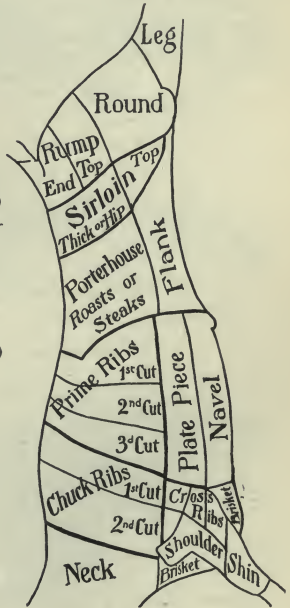 Leg
Round
Rump
End Top
Top
Sirloin
Thick or Hip
Porterhouse
Roasts or
Steaks
Flank
Prime Ribs
1st Cut
2nd Cut
3d Cut
Plate Piece
Navel
Chuck Ribs
1st Cut
2nd Cut
Cross
Ribs
Brisket
Shoulder
Brisket
Shin
Neck